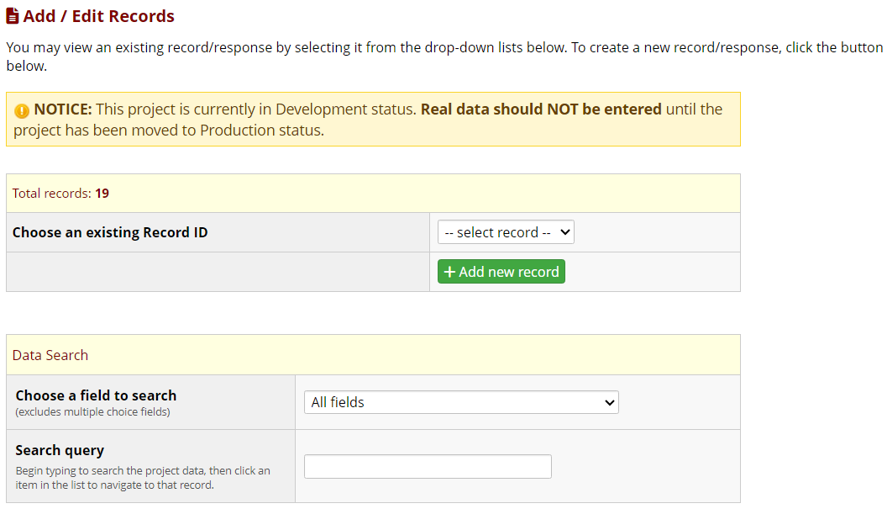 Add / Edit Records
You may view an existing record/response by selecting it from the drop-down lists below. To create a new record/response, click the button
below.
NOTICE: This project is currently in Development status. Real data should NOT be entered until the
project has been moved to Production status.
Total records: 19
Choose an existing Record ID
-- select record --
+ Add new record
Data Search
Choose a field to search
(excludes multiple choice fields)
All fields
Search query
Begin typing to search the project data, then click an
item in the list to navigate to that record.